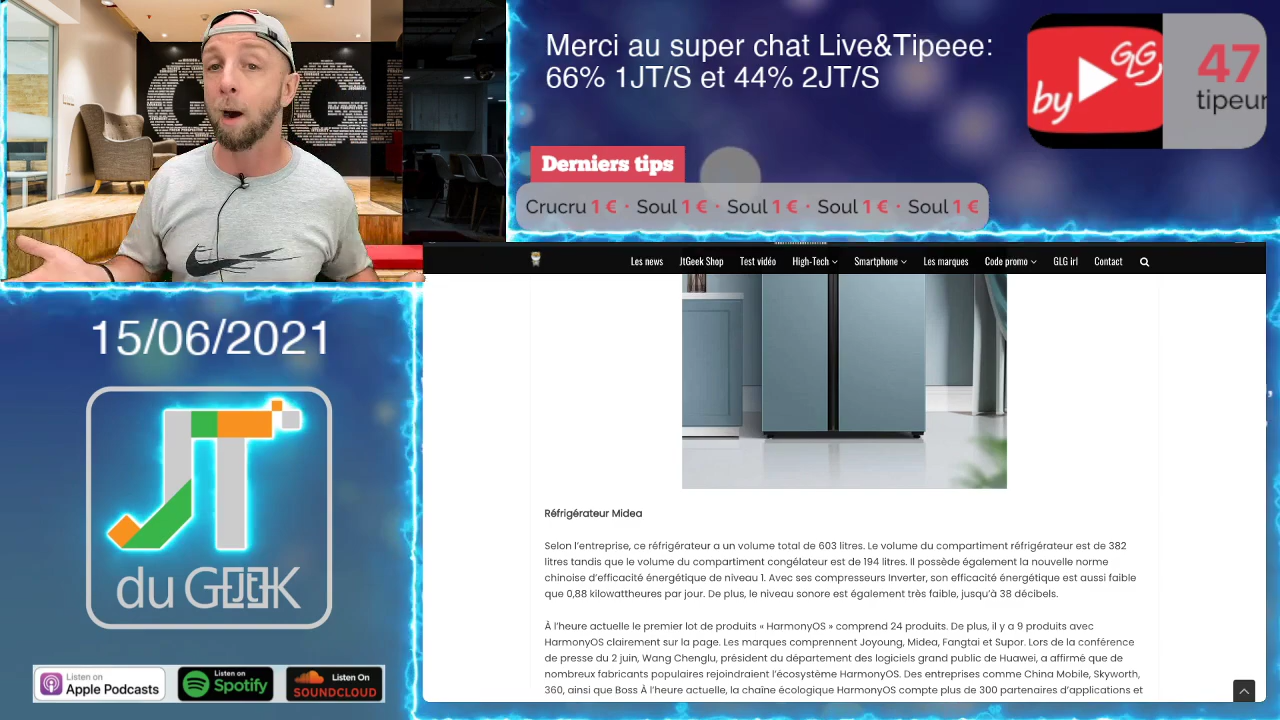 Merci au super chat Live&Tipeee:
66% 1JT/S et 44% 2JT/S
by GLG
47
tipeur
Derniers tips
Crucru 1 € · Soul 1 € · Soul 1 € · Soul 1 € · Soul 1 €
Les news JtGeek Shop Test vidéo High-Tech Smartphone Les marques Code promo GLG irl Contact
15/06/2021
JT
du GEEK
Jt
Listen on Apple Podcasts
Listen on Spotify
Listen On SOUNDCLOUD
Réfrigérateur Midea
Selon l’entreprise, ce réfrigérateur a un volume total de 603 litres. Le volume du compartiment réfrigérateur est de 382
litres tandis que le volume du compartiment congélateur est de 194 litres. Il possède également la nouvelle norme
chinoise d’efficacité énergétique de niveau 1. Avec ses compresseurs Inverter, son efficacité énergétique est aussi faible
que 0,88 kilowattheures par jour. De plus, le niveau sonore est également très faible, jusqu’à 38 décibels.
À l’heure actuelle le premier lot de produits « HarmonyOS » comprend 24 produits. De plus, il y a 9 produits avec
HarmonyOS clairement sur la page. Les marques comprennent Joyoung, Midea, Fangtai et Supor. Lors de la conférence
de presse du 2 juin, Wang Chenglu, président du département des logiciels grand public de Huawei, a affirmé que de
nombreux fabricants populaires rejoindraient l’écosystème HarmonyOS. Des entreprises comme China Mobile, Skyworth,
360, ainsi que Boss À l’heure actuelle, la chaîne écologique HarmonyOS compte plus de 300 partenaires d’applications et